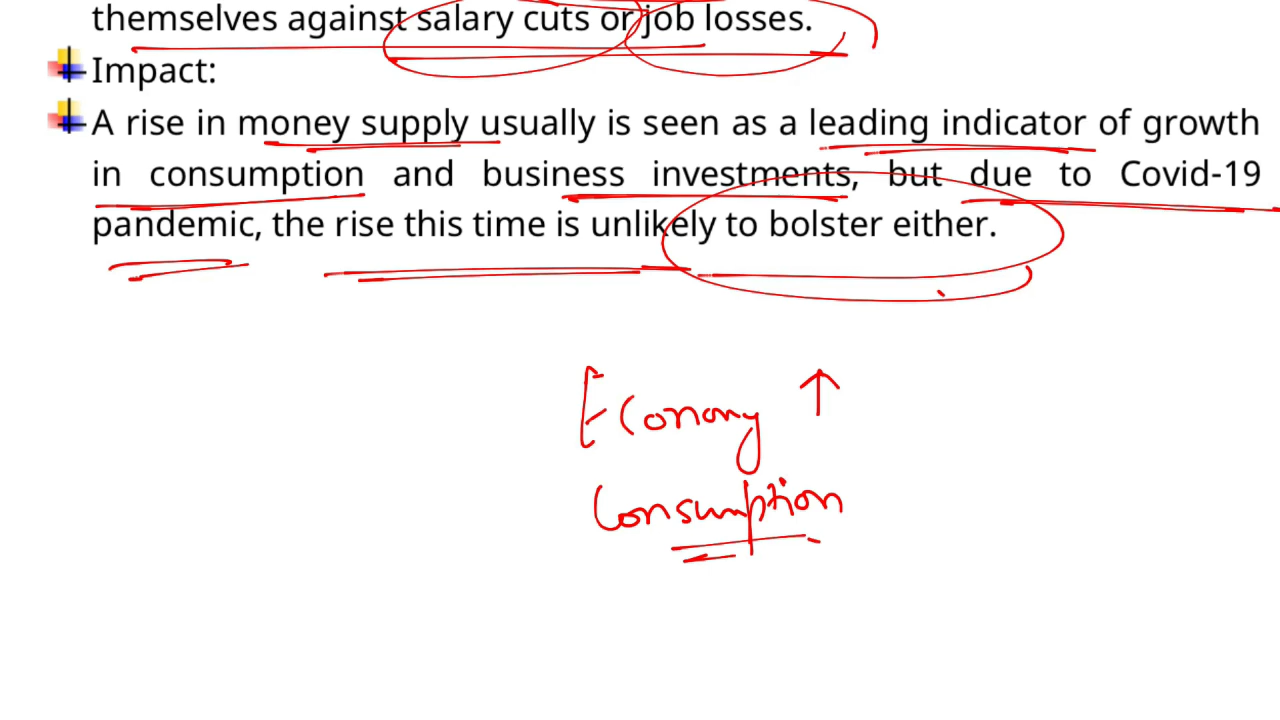 themselves against salary cuts or job losses.
Impact:
A rise in money supply usually is seen as a leading indicator of growth
in consumption and business investments, but due to Covid-19
pandemic, the rise this time is unlikely to bolster either.
Economy ↑
Consumption